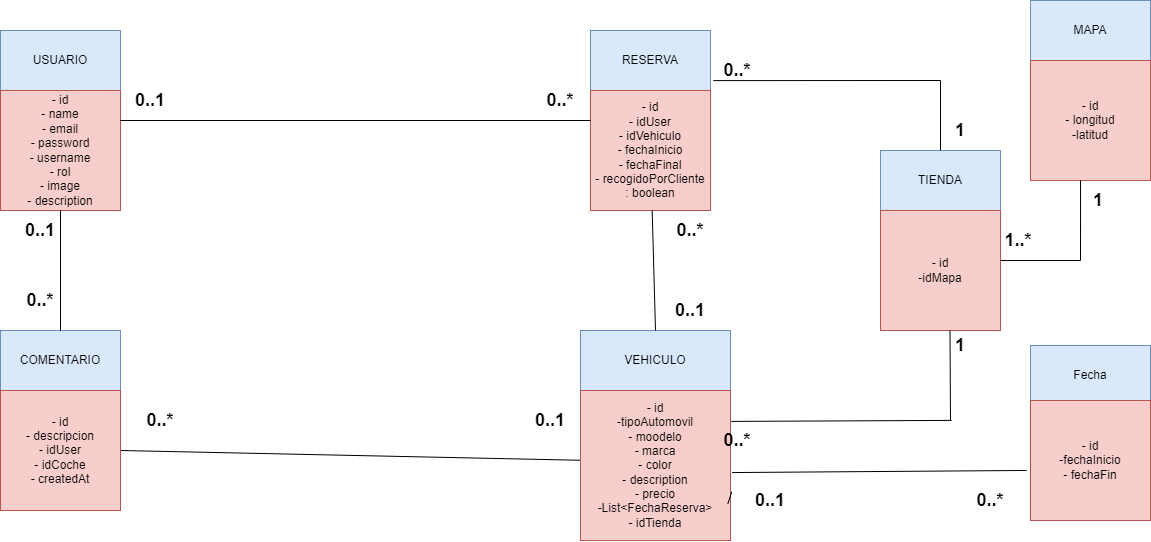 USUARIO
- id
- name
- email
- password
- username
- rol
- image
- description
0..1
0..*
RESERVA
- id
- idUser
- idVehiculo
- fechaInicio
- fechaFinal
- recogidoPorCliente
: boolean
0..*
1
MAPA
- id
- longitud
-latitud
1
TIENDA
- id
-idMapa
1..*
0..1
0..*
0..*
0..1
1
COMENTARIO
- id
- descripcion
- idUser
- idCoche
- createdAt
0..*
0..1
VEHICULO
- id
-tipoAutomovil
- moodelo
- marca
- color
- description
- precio
-List<FechaReserva>
- idTienda
0..*
/
0..1
0..*
Fecha
- id
-fechaInicio
- fechaFin